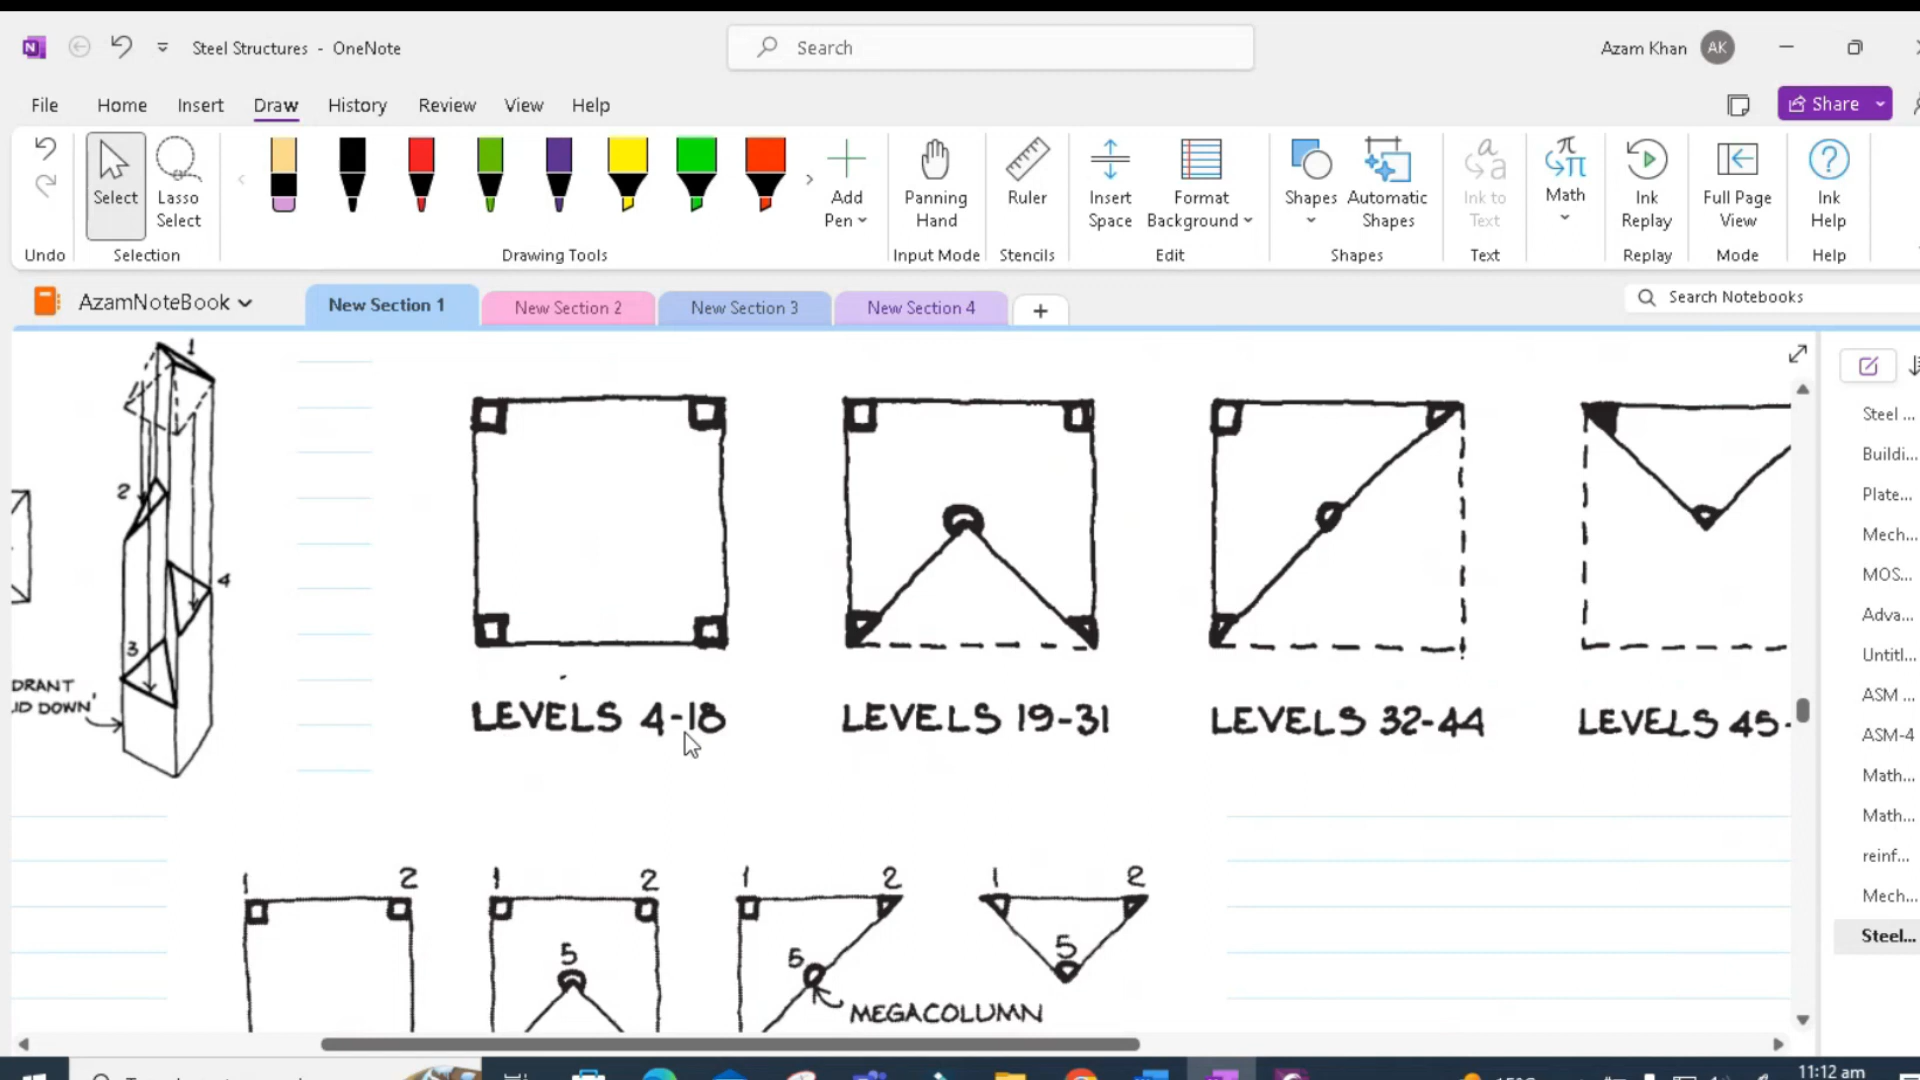 Steel Structures - OneNote
Search
Azam Khan
AK
File Home Insert Draw History Review View Help
Share
Select
Lasso Select
Add Pen
Panning Hand
Ruler
Insert Space
Format Background
Shapes
Automatic Shapes
Ink to Text
Math
Ink Replay
Full Page View
Ink Help
Undo Selection Drawing Tools Input Mode Stencils Edit Shapes Text Replay Mode Help
AzamNoteBook
New Section 1
New Section 2
New Section 3
New Section 4
Search Notebooks
1
2
4
3
DRANT
ID DOWN'
LEVELS 4-18
LEVELS 19-31
LEVELS 32-44
LEVELS 45-
1 2 1 2 1 2 1 2
5 5 5
MEGACOLUMN
Steel ...
Buildi...
Plate...
Mech...
MOS...
Adva...
Untitl...
ASM ...
ASM-4
Math...
Math...
reinf...
Mech...
Steel...
11:12 am